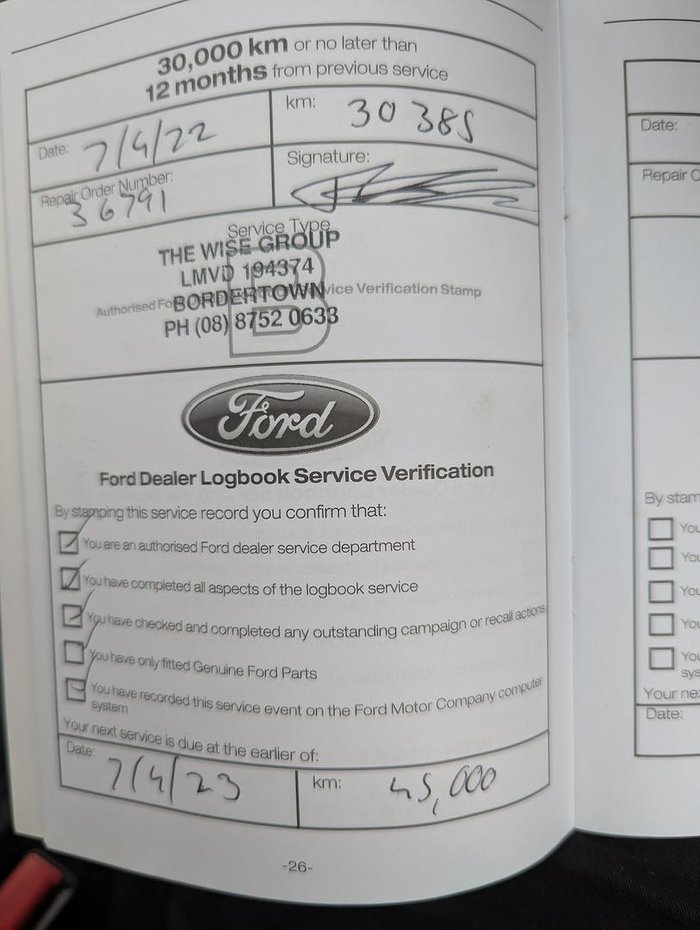 30,000 km or no later than
12 months from previous service
Date: 7/4/22
km: 30 385
Repair Order Number:
36791
Signature:
Service Type
THE WISE GROUP
LMVD 194374
B
Authorised Fo vice Verification Stamp
BORDERTOWN
PH (08) 8752 0633
Ford
Ford Dealer Logbook Service Verification
By stamping this service record you confirm that:
You are an authorised Ford dealer service department
You have completed all aspects of the logbook service
You have checked and completed any outstanding campaign or recall actions
You have only fitted Genuine Ford Parts
You have recorded this service event on the Ford Motor Company computer
system
Your next service is due at the earlier of:
Date: 7/4/23
km: 45,000
-26-
Date:
Repair O
By stam
You
You
You
You
You
sys
Your ne
Date: